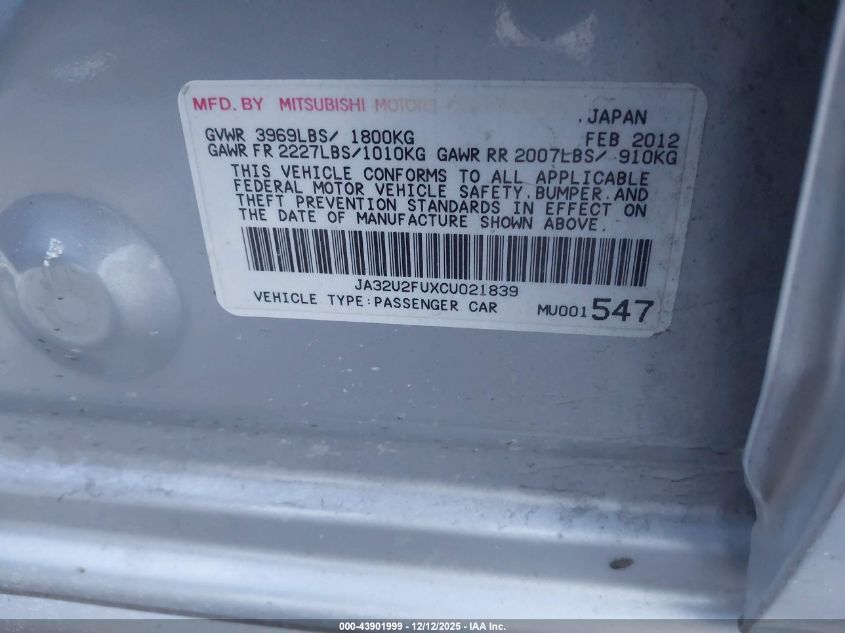 MFD. BY MITSUBISHI MOTORS
JAPAN
GVWR 3969LBS/ 1800KG FEB 2012
GAWR FR 2227LBS/1010KG GAWR RR 2007LBS/ 910KG
THIS VEHICLE CONFORMS TO ALL APPLICABLE
FEDERAL MOTOR VEHICLE SAFETY, BUMPER, AND
THEFT PREVENTION STANDARDS IN EFFECT ON
THE DATE OF MANUFACTURE SHOWN ABOVE.
JA32U2FUXCU021839
VEHICLE TYPE:PASSENGER CAR MU001547
000-43901999 • 12/12/2025 - IAA Inc.